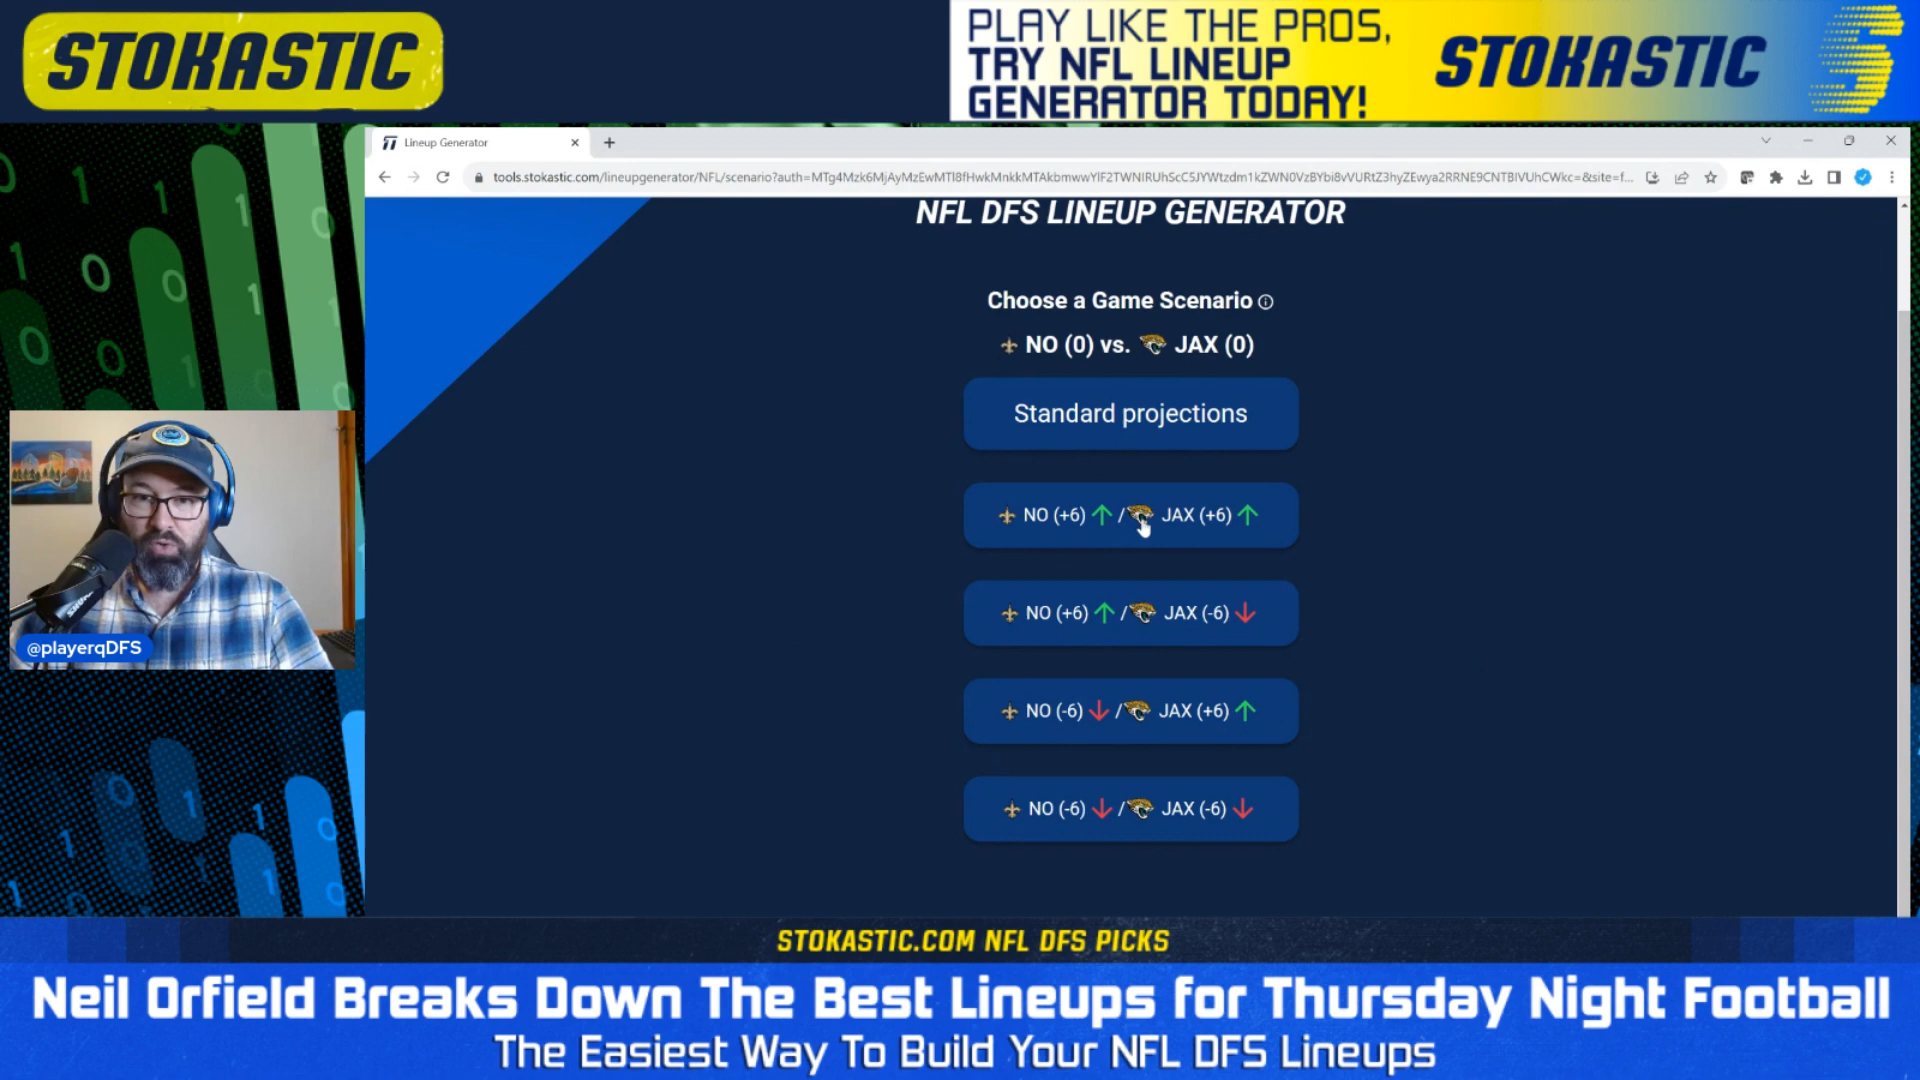 STOKASTIC
PLAY LIKE THE PROS,
TRY NFL LINEUP
GENERATOR TODAY!
STOKASTIC
Lineup Generator
NFL DFS LINEUP GENERATOR
Choose a Game Scenario
NO (0) vs. JAX (0)
Standard projections
NO (+6) ↑ / JAX (+6) ↑
NO (+6) ↑ / JAX (-6) ↓
NO (-6) ↓ / JAX (+6) ↑
NO (-6) ↓ / JAX (-6) ↓
@playerqDFS
STOKASTIC.COM NFL DFS PICKS
Neil Orfield Breaks Down The Best Lineups for Thursday Night Football
The Easiest Way To Build Your NFL DFS Lineups